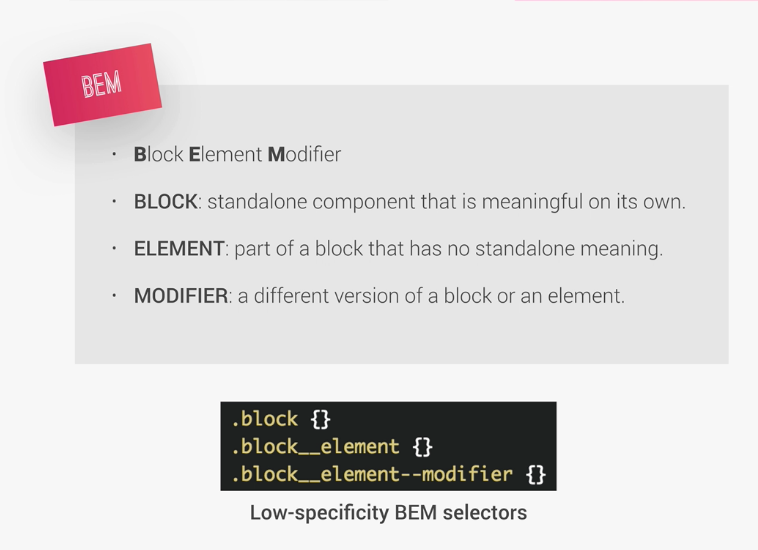 BEM
· Block Element Modifier
· BLOCK: standalone component that is meaningful on its own.
· ELEMENT: part of a block that has no standalone meaning.
· MODIFIER: a different version of a block or an element.
.block {}
.block__element {}
.block__element--modifier {}
Low-specificity BEM selectors